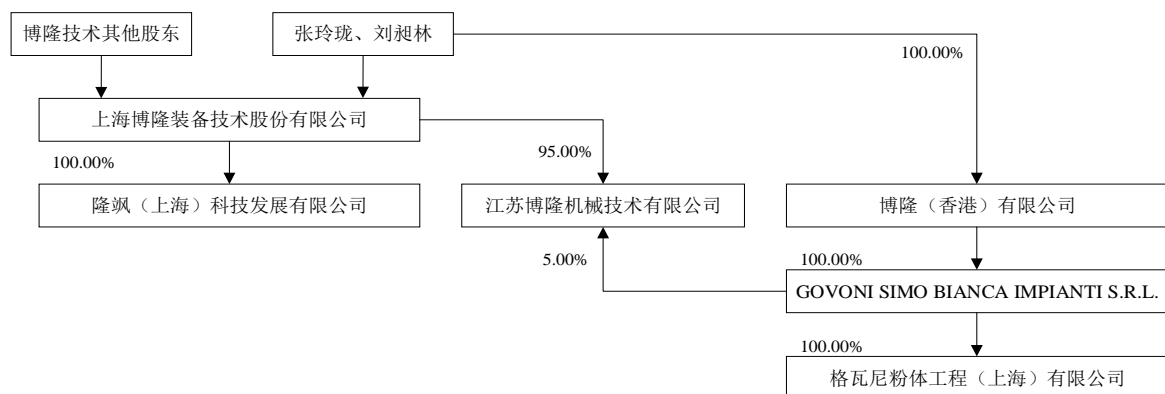 博隆技术其他股东
张玲珑、刘昶林
100.00%
上海博隆装备技术股份有限公司
100.00%
95.00%
隆飒（上海）科技发展有限公司
江苏博隆机械技术有限公司
博隆（香港）有限公司
5.00%
100.00%
GOVONI SIMO BIANCA IMPIANTI S.R.L.
100.00%
格瓦尼粉体工程（上海）有限公司